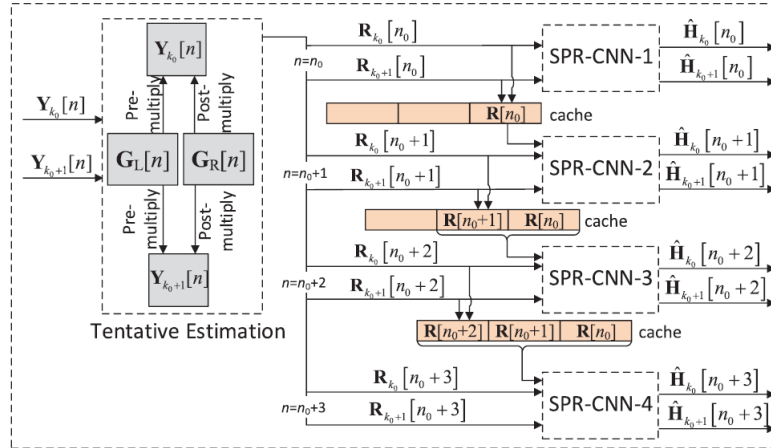 Y_{k_0}[n]
Y_{k_0+1}[n]
Y_{k_0}[n]
Pre-multiply
Post-multiply
G_L[n]
G_R[n]
Pre-multiply
Post-multiply
Y_{k_0+1}[n]
Tentative Estimation
n=n_0
R_{k_0}[n_0]
R_{k_0+1}[n_0]
SPR-CNN-1
Ĥ_{k_0}[n_0]
Ĥ_{k_0+1}[n_0]
R[n_0]
cache
n=n_0+1
R_{k_0}[n_0+1]
R_{k_0+1}[n_0+1]
SPR-CNN-2
Ĥ_{k_0}[n_0+1]
Ĥ_{k_0+1}[n_0+1]
R[n_0+1]
R[n_0]
cache
n=n_0+2
R_{k_0}[n_0+2]
R_{k_0+1}[n_0+2]
SPR-CNN-3
Ĥ_{k_0}[n_0+2]
Ĥ_{k_0+1}[n_0+2]
R[n_0+2]
R[n_0+1]
R[n_0]
cache
n=n_0+3
R_{k_0}[n_0+3]
R_{k_0+1}[n_0+3]
SPR-CNN-4
Ĥ_{k_0}[n_0+3]
Ĥ_{k_0+1}[n_0+3]